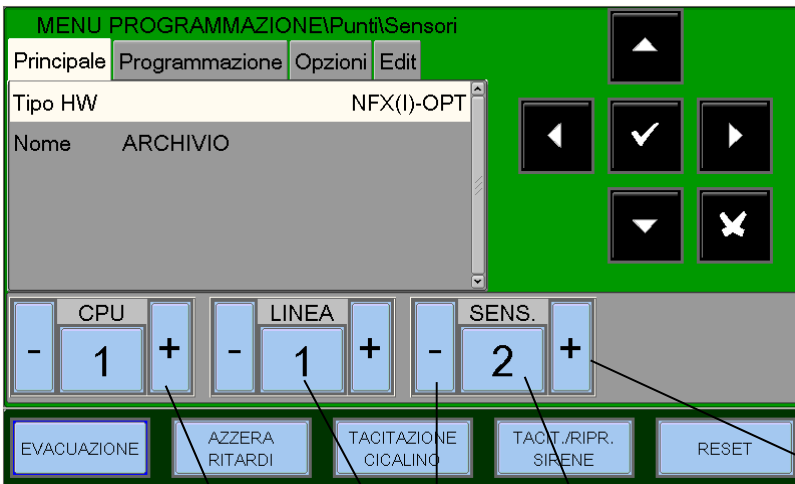 MENU PROGRAMMAZIONE\Punti\Sensori
Principale Programmazione Opzioni Edit
Tipo HW NFX(I)-OPT
Nome ARCHIVIO
CPU LINEA SENS.
- 1 + - 1 + - 2 +
EVACUAZIONE
AZZERA
RITARDI
TACITAZIONE
CICALINO
TACIT./RIPR.
SIRENE
RESET